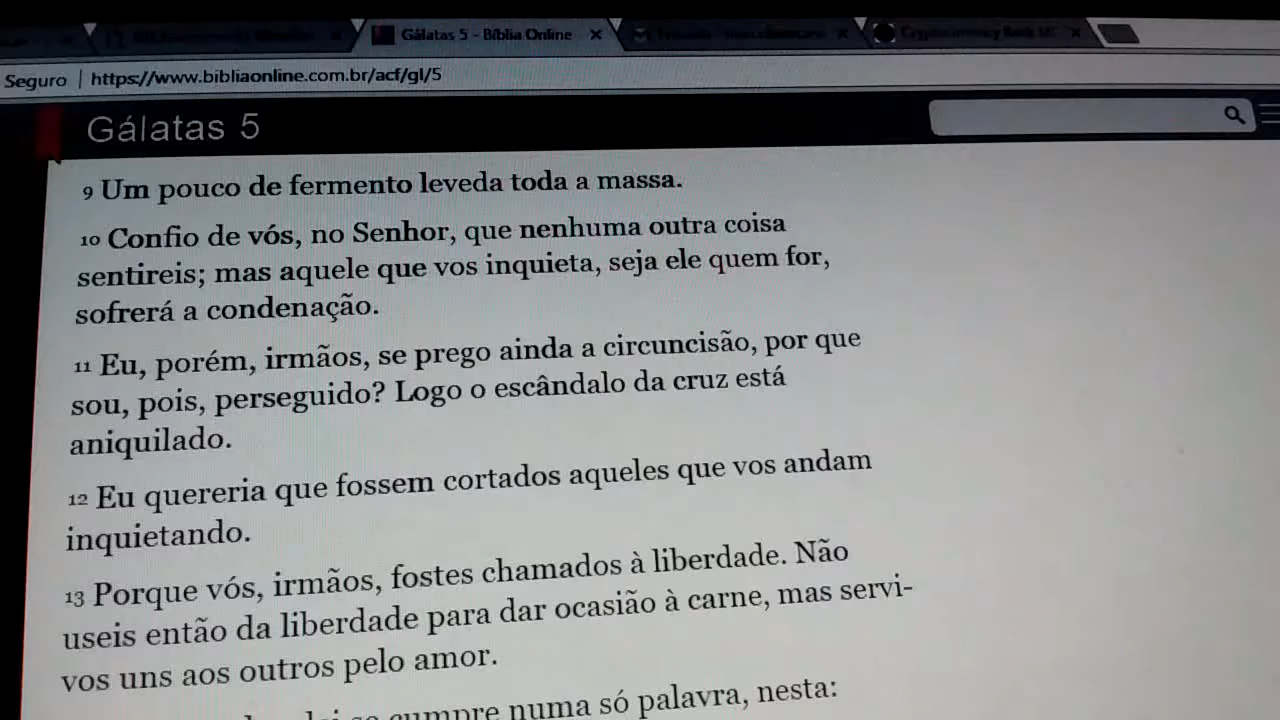 Gálatas 5 - Bíblia Online
Seguro | https://www.bibliaonline.com.br/acf/gl/5
Gálatas 5
9 Um pouco de fermento leveda toda a massa.
10 Confio de vós, no Senhor, que nenhuma outra coisa
sentireis; mas aquele que vos inquieta, seja ele quem for,
sofrerá a condenação.
11 Eu, porém, irmãos, se prego ainda a circuncisão, por que
sou, pois, perseguido? Logo o escândalo da cruz está
aniquilado.
12 Eu quereria que fossem cortados aqueles que vos andam
inquietando.
13 Porque vós, irmãos, fostes chamados à liberdade. Não
useis então da liberdade para dar ocasião à carne, mas servi-
vos uns aos outros pelo amor.
se cumpre numa só palavra, nesta: